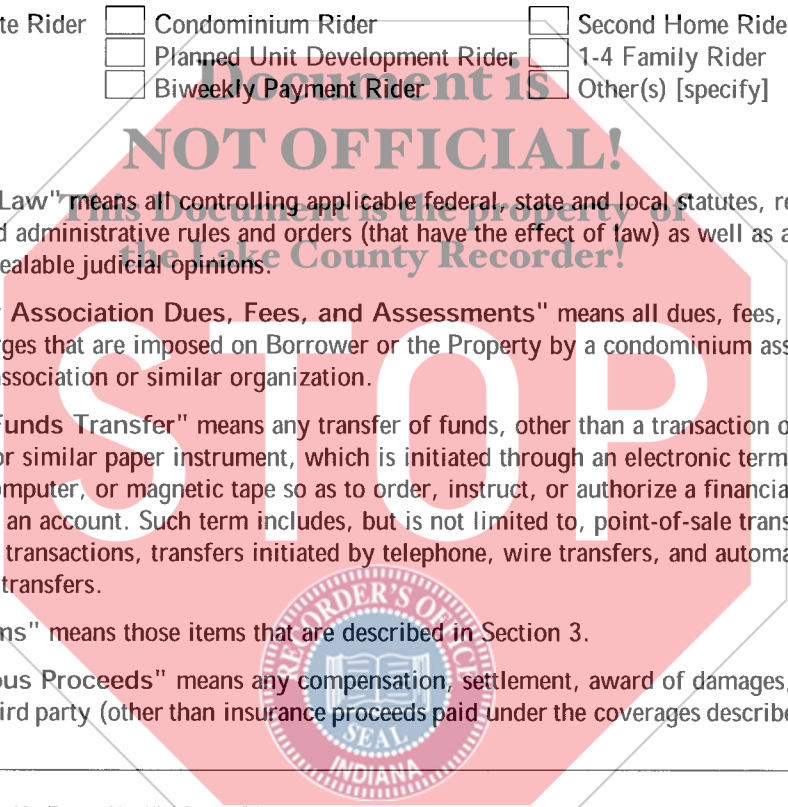 te Rider Condominium Rider Second Home Ride
Planned Unit Development Rider 1-4 Family Rider
Biweekly Payment Rider Other(s) [specify]
Document is
NOT OFFICIAL!
This Document is the property of
the Lake County Recorder!
Law" means all controlling applicable federal, state and local statutes, re
d administrative rules and orders (that have the effect of law) as well as a
ealable judicial opinions.
Association Dues, Fees, and Assessments" means all dues, fees,
rges that are imposed on Borrower or the Property by a condominium ass
association or similar organization.
Funds Transfer" means any transfer of funds, other than a transaction o
or similar paper instrument, which is initiated through an electronic term
mputer, or magnetic tape so as to order, instruct, or authorize a financia
an account. Such term includes, but is not limited to, point-of-sale trans
transactions, transfers initiated by telephone, wire transfers, and automa
transfers.
STOP
ms" means those items that are described in Section 3.
ous Proceeds" means any compensation, settlement, award of damages,
ird party (other than insurance proceeds paid under the coverages describe
RECORDER'S OFFICE
SEAL
INDIANA